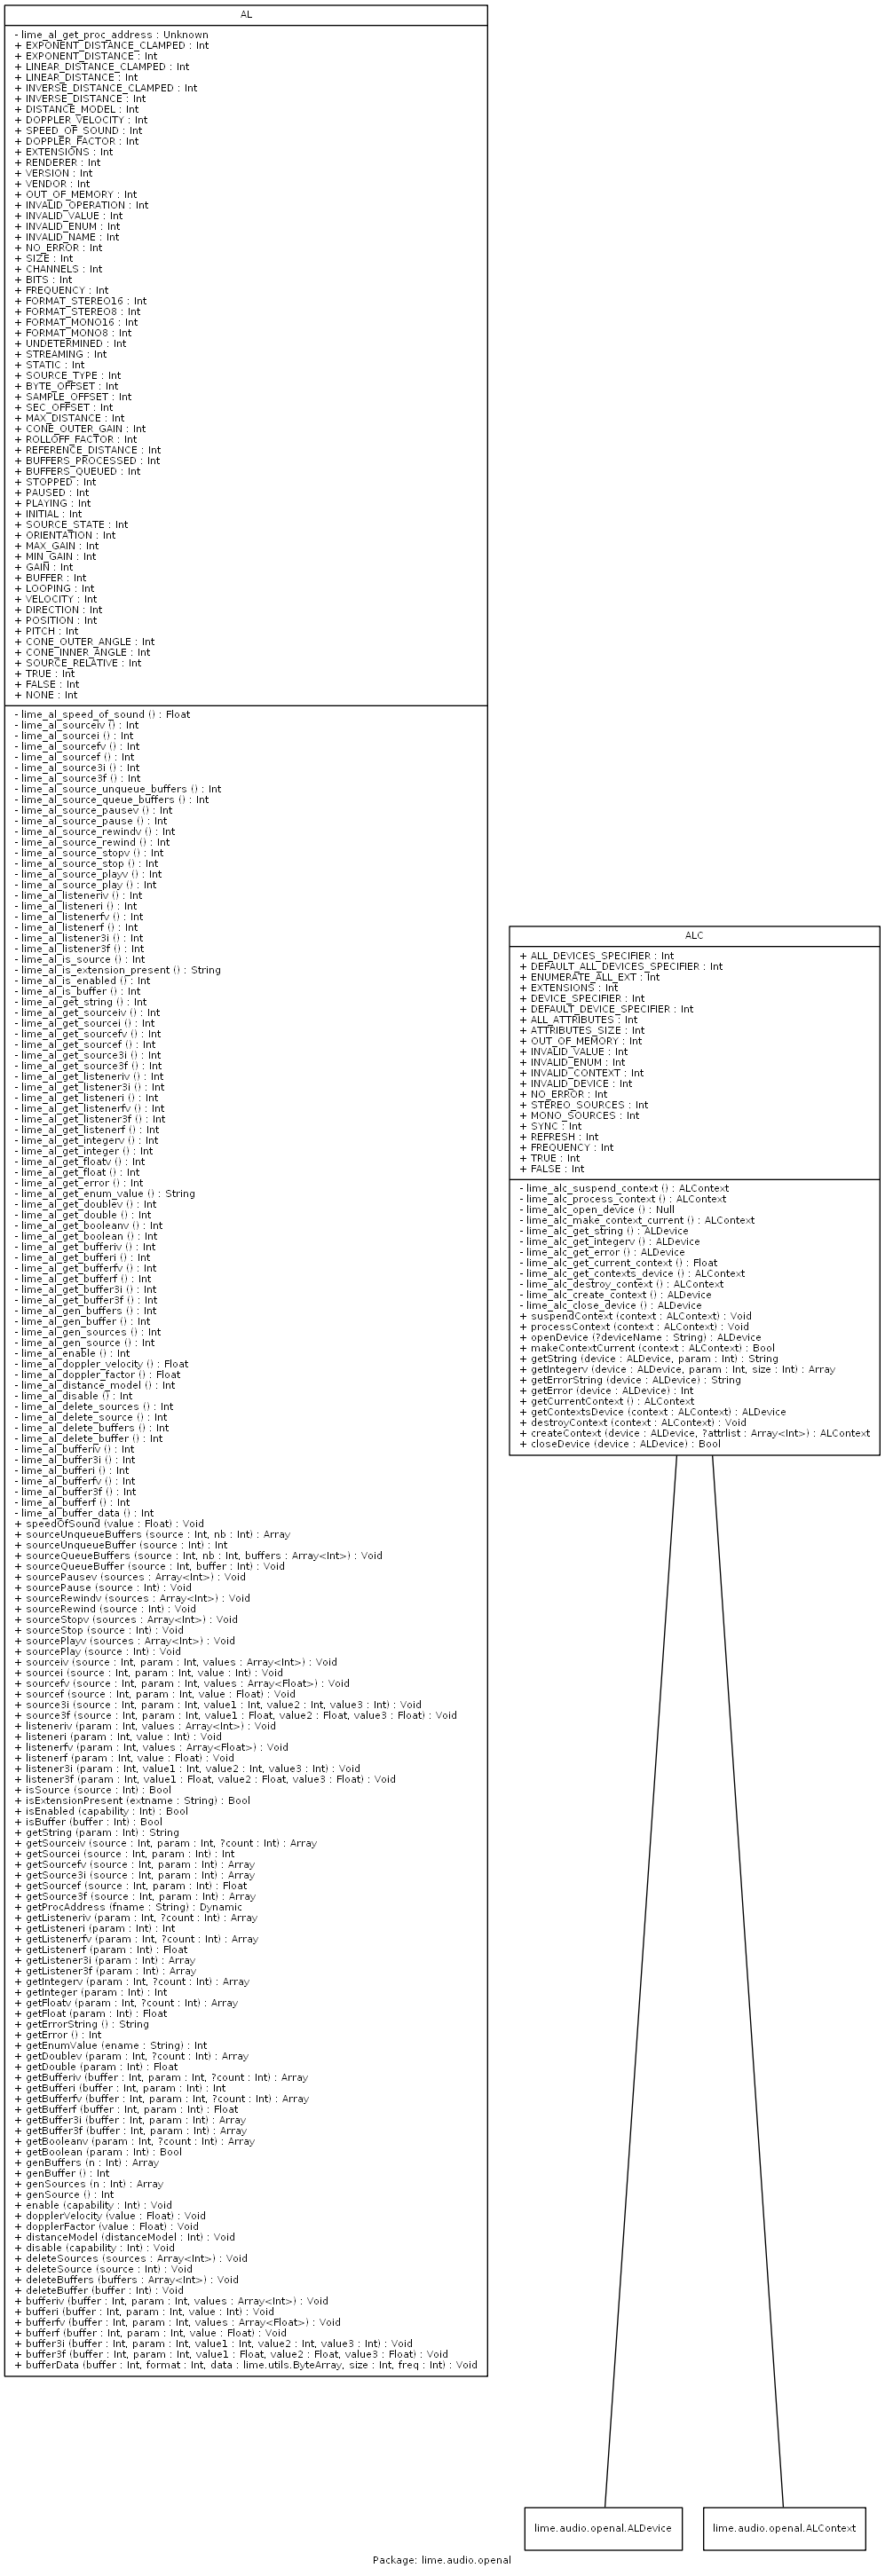 AL
- lime_al_get_proc_address : Unknown
+ EXPONENT_DISTANCE_CLAMPED : Int
+ EXPONENT_DISTANCE : Int
+ LINEAR_DISTANCE_CLAMPED : Int
+ LINEAR_DISTANCE : Int
+ INVERSE_DISTANCE_CLAMPED : Int
+ INVERSE_DISTANCE : Int
+ DISTANCE_MODEL : Int
+ DOPPLER_VELOCITY : Int
+ SPEED_OF_SOUND : Int
+ DOPPLER_FACTOR : Int
+ EXTENSIONS : Int
+ RENDERER : Int
+ VERSION : Int
+ VENDOR : Int
+ OUT_OF_MEMORY : Int
+ INVALID_OPERATION : Int
+ INVALID_VALUE : Int
+ INVALID_ENUM : Int
+ INVALID_NAME : Int
+ NO_ERROR : Int
+ SIZE : Int
+ CHANNELS : Int
+ BITS : Int
+ FREQUENCY : Int
+ FORMAT_STEREO16 : Int
+ FORMAT_STEREO8 : Int
+ FORMAT_MONO16 : Int
+ FORMAT_MONO8 : Int
+ UNDETERMINED : Int
+ STREAMING : Int
+ STATIC : Int
+ SOURCE_TYPE : Int
+ BYTE_OFFSET : Int
+ SAMPLE_OFFSET : Int
+ SEC_OFFSET : Int
+ MAX_DISTANCE : Int
+ CONE_OUTER_GAIN : Int
+ ROLLOFF_FACTOR : Int
+ REFERENCE_DISTANCE : Int
+ BUFFERS_PROCESSED : Int
+ BUFFERS_QUEUED : Int
+ STOPPED : Int
+ PAUSED : Int
+ PLAYING : Int
+ INITIAL : Int
+ SOURCE_STATE : Int
+ ORIENTATION : Int
+ MAX_GAIN : Int
+ MIN_GAIN : Int
+ GAIN : Int
+ BUFFER : Int
+ LOOPING : Int
+ VELOCITY : Int
+ DIRECTION : Int
+ POSITION : Int
+ PITCH : Int
+ CONE_OUTER_ANGLE : Int
+ CONE_INNER_ANGLE : Int
+ SOURCE_RELATIVE : Int
+ TRUE : Int
+ FALSE : Int
+ NONE : Int
- lime_al_speed_of_sound () : Float
- lime_al_sourceiv () : Int
- lime_al_sourcei () : Int
- lime_al_sourcefv () : Int
- lime_al_sourcef () : Int
- lime_al_source3i () : Int
- lime_al_source3f () : Int
- lime_al_source_unqueue_buffers () : Int
- lime_al_source_queue_buffers () : Int
- lime_al_source_pausev () : Int
- lime_al_source_pause () : Int
- lime_al_source_rewindv () : Int
- lime_al_source_rewind () : Int
- lime_al_source_stopv () : Int
- lime_al_source_stop () : Int
- lime_al_source_playv () : Int
- lime_al_source_play () : Int
- lime_al_listeneriv () : Int
- lime_al_listeneri () : Int
- lime_al_listenerfv () : Int
- lime_al_listenerf () : Int
- lime_al_listener3i () : Int
- lime_al_listener3f () : Int
- lime_al_is_source () : Int
- lime_al_is_extension_present () : String
- lime_al_is_enabled () : Int
- lime_al_is_buffer () : Int
- lime_al_get_string () : Int
- lime_al_get_sourceiv () : Int
- lime_al_get_sourcei () : Int
- lime_al_get_sourcefv () : Int
- lime_al_get_sourcef () : Int
- lime_al_get_source3i () : Int
- lime_al_get_source3f () : Int
- lime_al_get_listeneriv () : Int
- lime_al_get_listener3i () : Int
- lime_al_get_listeneri () : Int
- lime_al_get_listenerfv () : Int
- lime_al_get_listener3f () : Int
- lime_al_get_listenerf () : Int
- lime_al_get_integerv () : Int
- lime_al_get_integer () : Int
- lime_al_get_floatv () : Int
- lime_al_get_float () : Int
- lime_al_get_error () : Int
- lime_al_get_enum_value () : String
- lime_al_get_doublev () : Int
- lime_al_get_double () : Int
- lime_al_get_booleanv () : Int
- lime_al_get_boolean () : Int
- lime_al_get_bufferiv () : Int
- lime_al_get_bufferi () : Int
- lime_al_get_bufferfv () : Int
- lime_al_get_bufferf () : Int
- lime_al_get_buffer3i () : Int
- lime_al_get_buffer3f () : Int
- lime_al_gen_buffers () : Int
- lime_al_gen_buffer () : Int
- lime_al_gen_sources () : Int
- lime_al_gen_source () : Int
- lime_al_enable () : Int
- lime_al_doppler_velocity () : Float
- lime_al_doppler_factor () : Float
- lime_al_distance_model () : Int
- lime_al_disable () : Int
- lime_al_delete_sources () : Int
- lime_al_delete_source () : Int
- lime_al_delete_buffers () : Int
- lime_al_delete_buffer () : Int
- lime_al_bufferiv () : Int
- lime_al_buffer3i () : Int
- lime_al_bufferi () : Int
- lime_al_bufferfv () : Int
- lime_al_buffer3f () : Int
- lime_al_bufferf () : Int
- lime_al_buffer_data () : Int
+ speedOfSound (value : Float) : Void
+ sourceUnqueueBuffers (source : Int, nb : Int) : Array
+ sourceUnqueueBuffer (source : Int) : Int
+ sourceQueueBuffers (source : Int, nb : Int, buffers : Array<Int>) : Void
+ sourceQueueBuffer (source : Int, buffer : Int) : Void
+ sourcePausev (sources : Array<Int>) : Void
+ sourcePause (source : Int) : Void
+ sourceRewindv (sources : Array<Int>) : Void
+ sourceRewind (source : Int) : Void
+ sourceStopv (sources : Array<Int>) : Void
+ sourceStop (source : Int) : Void
+ sourcePlayv (sources : Array<Int>) : Void
+ sourcePlay (source : Int) : Void
+ sourceiv (source : Int, param : Int, values : Array<Int>) : Void
+ sourcei (source : Int, param : Int, value : Int) : Void
+ sourcefv (source : Int, param : Int, values : Array<Float>) : Void
+ sourcef (source : Int, param : Int, value : Float) : Void
+ source3i (source : Int, param : Int, value1 : Int, value2 : Int, value3 : Int) : Void
+ source3f (source : Int, param : Int, value1 : Float, value2 : Float, value3 : Float) : Void
+ listeneriv (param : Int, values : Array<Int>) : Void
+ listeneri (param : Int, value : Int) : Void
+ listenerfv (param : Int, values : Array<Float>) : Void
+ listenerf (param : Int, value : Float) : Void
+ listener3i (param : Int, value1 : Int, value2 : Int, value3 : Int) : Void
+ listener3f (param : Int, value1 : Float, value2 : Float, value3 : Float) : Void
+ isSource (source : Int) : Bool
+ isExtensionPresent (extname : String) : Bool
+ isEnabled (capability : Int) : Bool
+ isBuffer (buffer : Int) : Bool
+ getString (param : Int) : String
+ getSourceiv (source : Int, param : Int, ?count : Int) : Array
+ getSourcei (source : Int, param : Int) : Int
+ getSourcefv (source : Int, param : Int) : Array
+ getSource3i (source : Int, param : Int) : Array
+ getSourcef (source : Int, param : Int) : Float
+ getSource3f (source : Int, param : Int) : Array
+ getProcAddress (fname : String) : Dynamic
+ getListeneriv (param : Int, ?count : Int) : Array
+ getListeneri (param : Int) : Int
+ getListenerfv (param : Int, ?count : Int) : Array
+ getListenerf (param : Int) : Float
+ getListener3i (param : Int) : Array
+ getListener3f (param : Int) : Array
+ getIntegerv (param : Int, ?count : Int) : Array
+ getInteger (param : Int) : Int
+ getFloatv (param : Int, ?count : Int) : Array
+ getFloat (param : Int) : Float
+ getErrorString () : String
+ getError () : Int
+ getEnumValue (ename : String) : Int
+ getDoublev (param : Int, ?count : Int) : Array
+ getDouble (param : Int) : Float
+ getBufferiv (buffer : Int, param : Int, ?count : Int) : Array
+ getBufferi (buffer : Int, param : Int) : Int
+ getBufferfv (buffer : Int, param : Int, ?count : Int) : Array
+ getBufferf (buffer : Int, param : Int) : Float
+ getBuffer3i (buffer : Int, param : Int) : Array
+ getBuffer3f (buffer : Int, param : Int) : Array
+ getBooleanv (param : Int, ?count : Int) : Array
+ getBoolean (param : Int) : Bool
+ genBuffers (n : Int) : Array
+ genBuffer () : Int
+ genSources (n : Int) : Array
+ genSource () : Int
+ enable (capability : Int) : Void
+ dopplerVelocity (value : Float) : Void
+ dopplerFactor (value : Float) : Void
+ distanceModel (distanceModel : Int) : Void
+ disable (capability : Int) : Void
+ deleteSources (sources : Array<Int>) : Void
+ deleteSource (source : Int) : Void
+ deleteBuffers (buffers : Array<Int>) : Void
+ deleteBuffer (buffer : Int) : Void
+ bufferiv (buffer : Int, param : Int, values : Array<Int>) : Void
+ bufferi (buffer : Int, param : Int, value : Int) : Void
+ bufferfv (buffer : Int, param : Int, values : Array<Float>) : Void
+ bufferf (buffer : Int, param : Int, value : Float) : Void
+ buffer3i (buffer : Int, param : Int, value1 : Int, value2 : Int, value3 : Int) : Void
+ buffer3f (buffer : Int, param : Int, value1 : Float, value2 : Float, value3 : Float) : Void
+ bufferData (buffer : Int, format : Int, data : lime.utils.ByteArray, size : Int, freq : Int) : Void
ALC
+ ALL_DEVICES_SPECIFIER : Int
+ DEFAULT_ALL_DEVICES_SPECIFIER : Int
+ ENUMERATE_ALL_EXT : Int
+ EXTENSIONS : Int
+ DEVICE_SPECIFIER : Int
+ DEFAULT_DEVICE_SPECIFIER : Int
+ ALL_ATTRIBUTES : Int
+ ATTRIBUTES_SIZE : Int
+ OUT_OF_MEMORY : Int
+ INVALID_VALUE : Int
+ INVALID_ENUM : Int
+ INVALID_CONTEXT : Int
+ INVALID_DEVICE : Int
+ NO_ERROR : Int
+ STEREO_SOURCES : Int
+ MONO_SOURCES : Int
+ SYNC : Int
+ REFRESH : Int
+ FREQUENCY : Int
+ TRUE : Int
+ FALSE : Int
- lime_alc_suspend_context () : ALContext
- lime_alc_process_context () : ALContext
- lime_alc_open_device () : Null
- lime_alc_make_context_current () : ALContext
- lime_alc_get_string () : ALDevice
- lime_alc_get_integerv () : ALDevice
- lime_alc_get_error () : ALDevice
- lime_alc_get_current_context () : Float
- lime_alc_get_contexts_device () : ALContext
- lime_alc_destroy_context () : ALContext
- lime_alc_create_context () : ALDevice
- lime_alc_close_device () : ALDevice
+ suspendContext (context : ALContext) : Void
+ processContext (context : ALContext) : Void
+ openDevice (?deviceName : String) : ALDevice
+ makeContextCurrent (context : ALContext) : Bool
+ getString (device : ALDevice, param : Int) : String
+ getIntegerv (device : ALDevice, param : Int, size : Int) : Array
+ getErrorString (device : ALDevice) : String
+ getError (device : ALDevice) : Int
+ getCurrentContext () : ALContext
+ getContextsDevice (context : ALContext) : ALDevice
+ destroyContext (context : ALContext) : Void
+ createContext (device : ALDevice, ?attrlist : Array<Int>) : ALContext
+ closeDevice (device : ALDevice) : Bool
lime.audio.openal.ALDevice
lime.audio.openal.ALContext
Package: lime.audio.openal